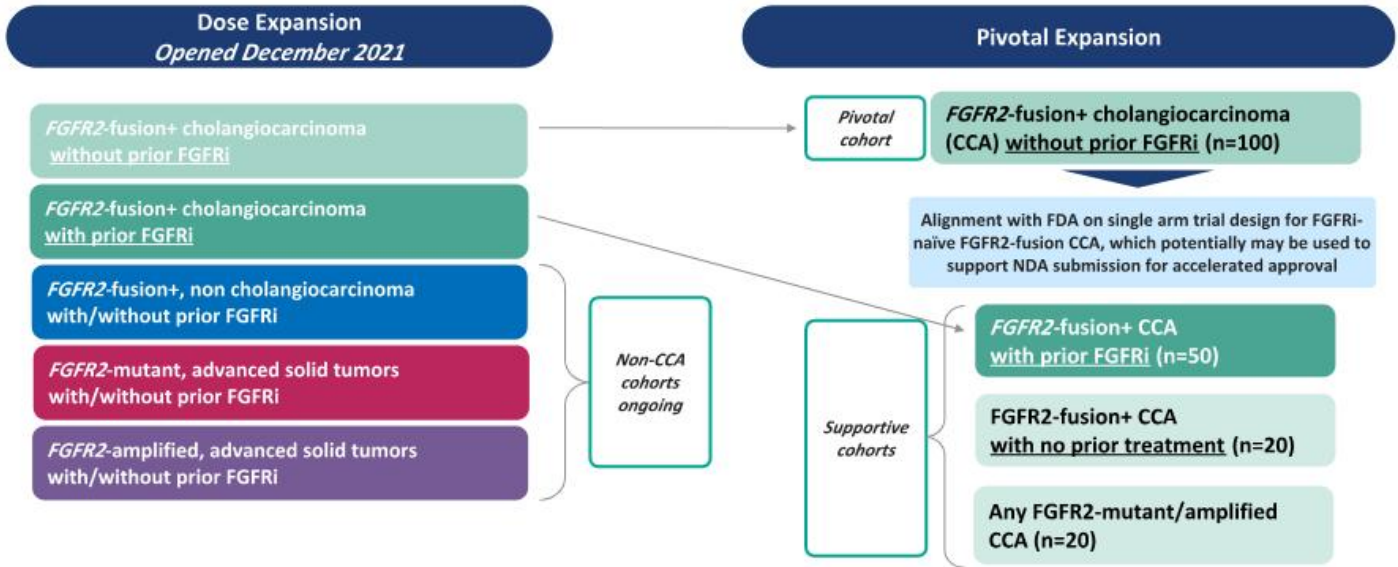 Dose Expansion
Opened December 2021
FGFR2-fusion+ cholangiocarcinoma
without prior FGFRi
FGFR2-fusion+ cholangiocarcinoma
with prior FGFRi
FGFR2-fusion+, non cholangiocarcinoma
with/without prior FGFRi
FGFR2-mutant, advanced solid tumors
with/without prior FGFRi
FGFR2-amplified, advanced solid tumors
with/without prior FGFRi
Non-CCA
cohorts
ongoing
Pivotal Expansion
Pivotal
cohort
FGFR2-fusion+ cholangiocarcinoma
(CCA) without prior FGFRi (n=100)
Alignment with FDA on single arm trial design for FGFRi-
naïve FGFR2-fusion CCA, which potentially may be used to
support NDA submission for accelerated approval
Supportive
cohorts
FGFR2-fusion+ CCA
with prior FGFRi (n=50)
FGFR2-fusion+ CCA
with no prior treatment (n=20)
Any FGFR2-mutant/amplified
CCA (n=20)